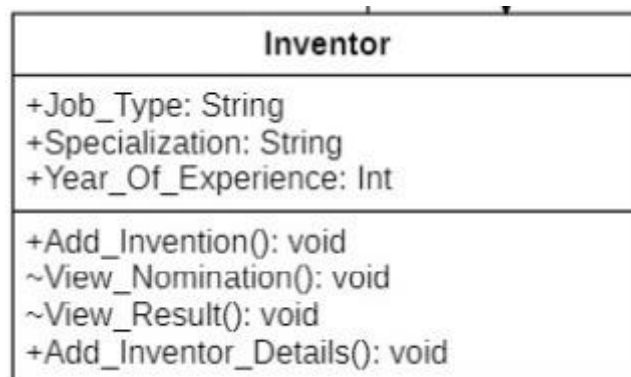 Inventor
+Job_Type: String
+Specialization: String
+Year_Of_Experience: Int
+Add_Invention(): void
~View_Nomination(): void
~View_Result(): void
+Add_Inventor_Details(): void